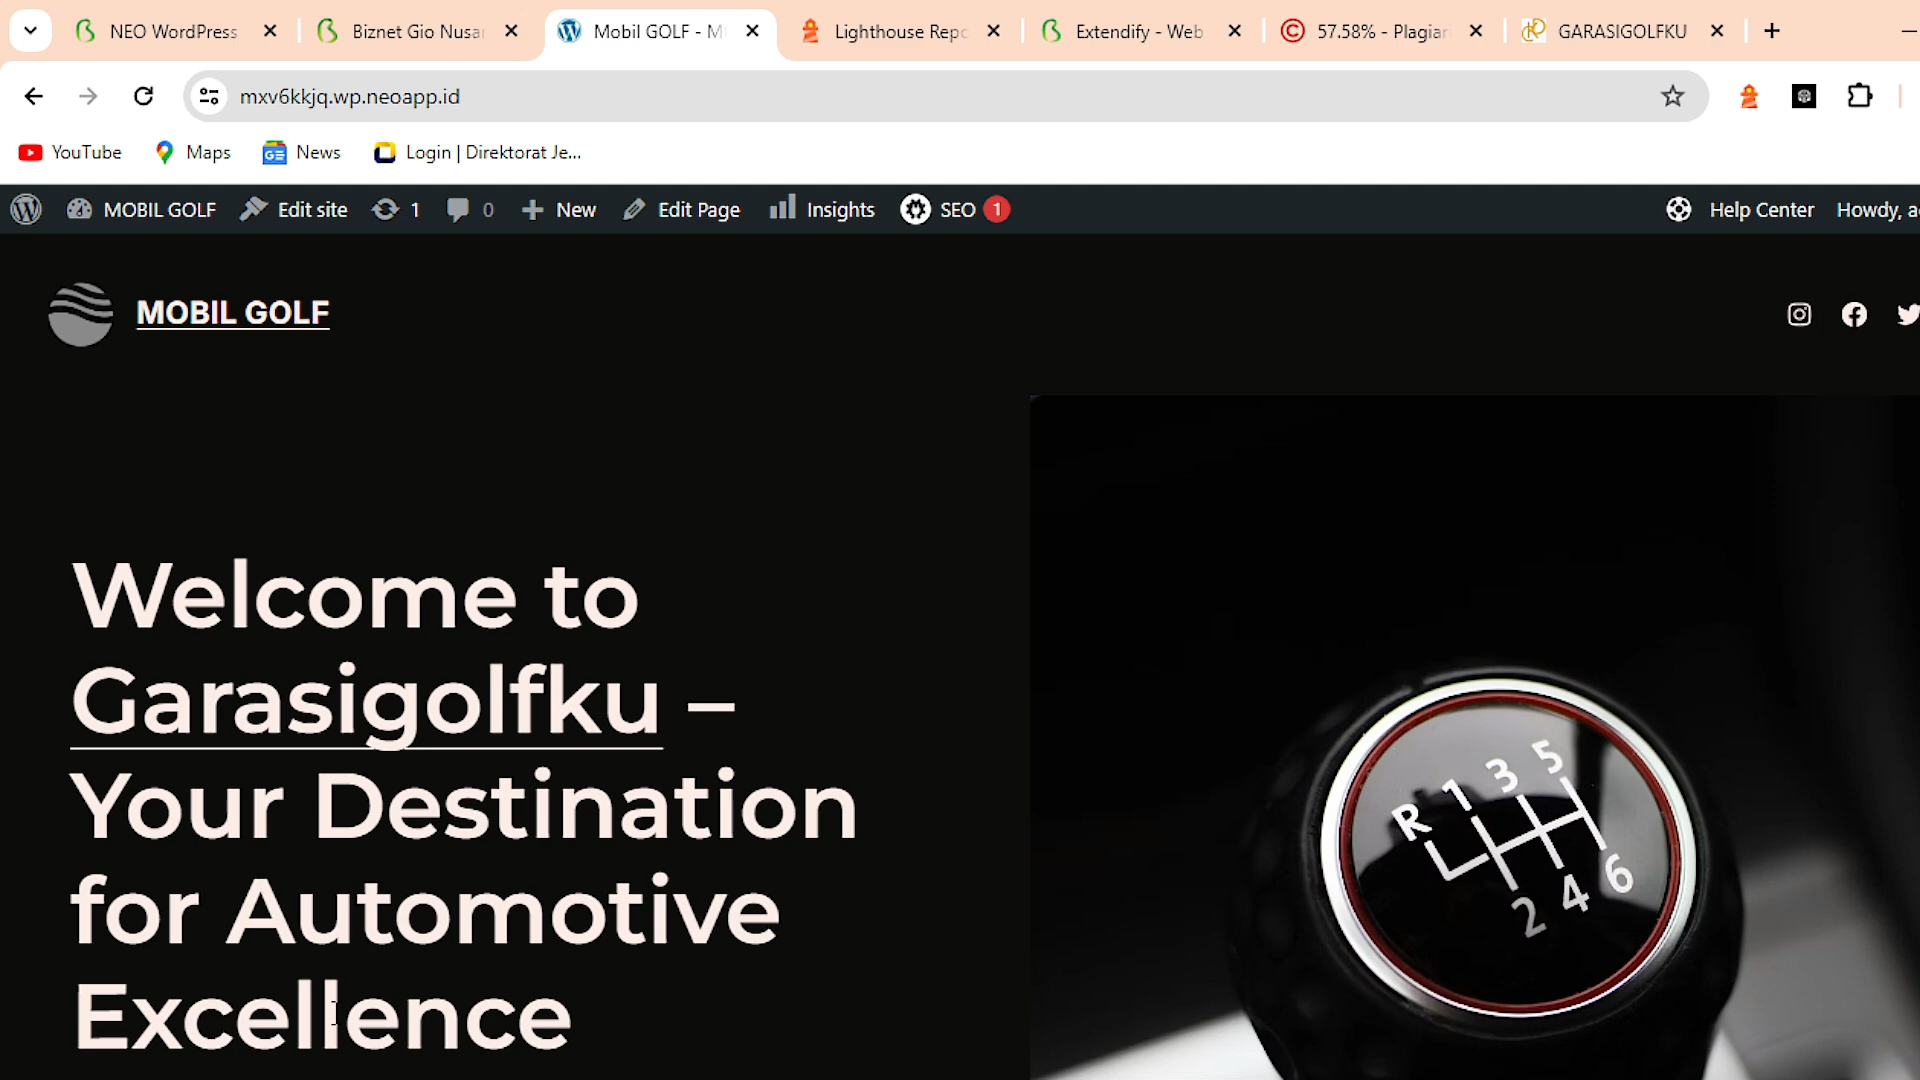 NEO WordPress
Biznet Gio Nusa
Mobil GOLF - M
Lighthouse Repo
Extendify - Web
57.58% - Plagiar
GARASIGOLFKU
mxv6kkjq.wp.neoapp.id
YouTube
Maps
News
Login | Direktorat Je...
MOBIL GOLF
Edit site
1
0
New
Edit Page
Insights
SEO 1
Help Center
Howdy, a
MOBIL GOLF
Welcome to
Garasigolfku –
Your Destination
for Automotive
Excellence
R 1 3 5
2 4 6